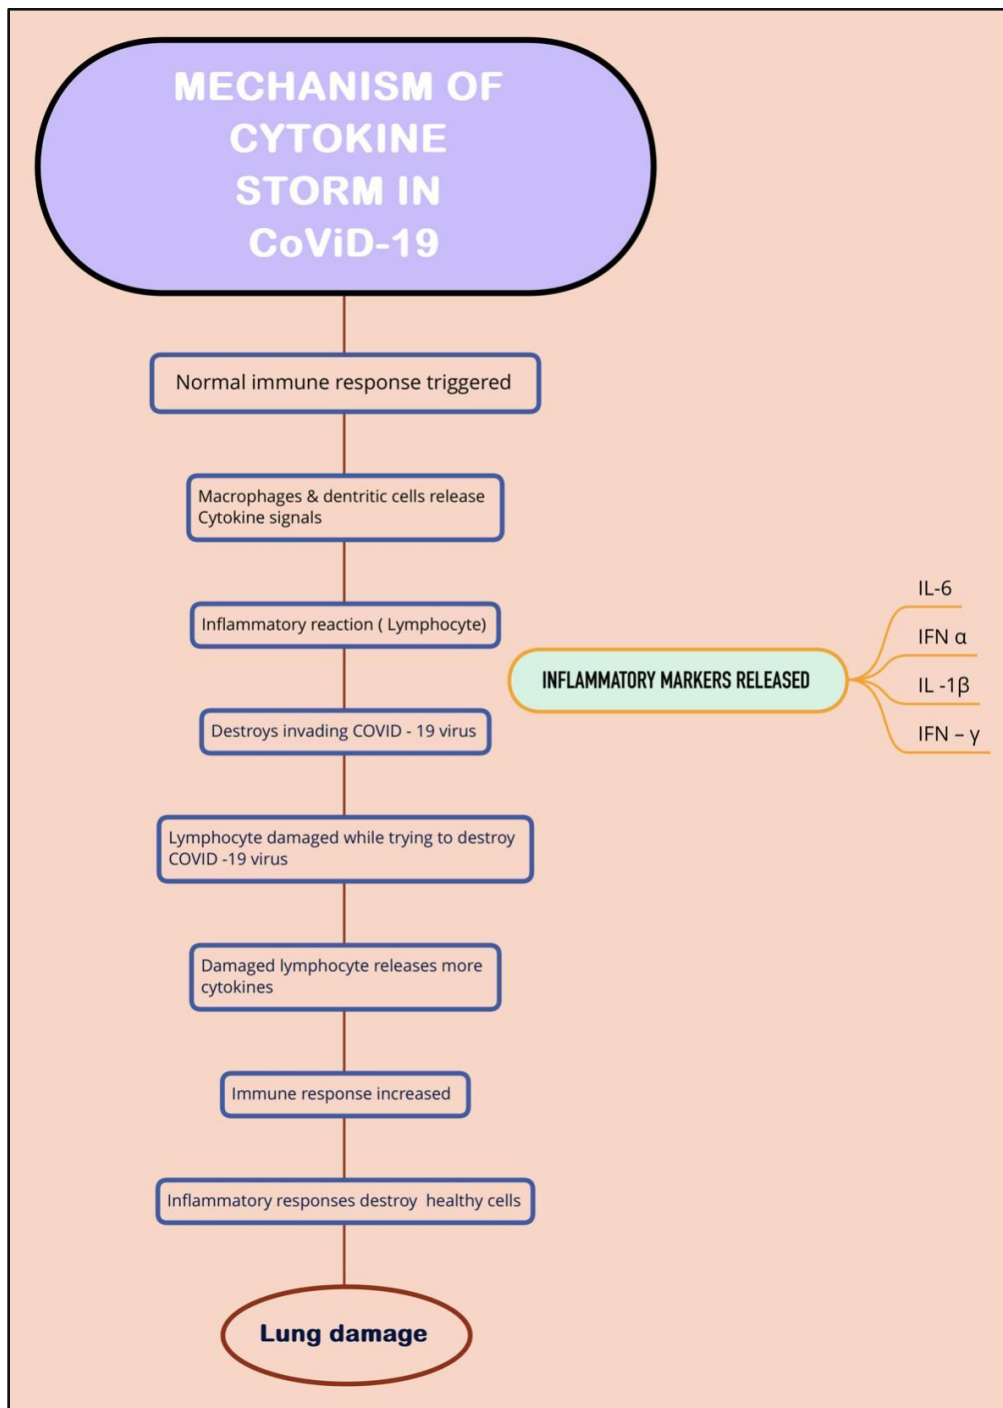 MECHANISM OF
CYTOKINE
STORM IN
CoViD-19
Normal immune response triggered
Macrophages & dentritic cells release
Cytokine signals
Inflammatory reaction ( Lymphocyte)
INFLAMMATORY MARKERS RELEASED
IL-6
IFN α
IL -1β
IFN – γ
Destroys invading COVID - 19 virus
Lymphocyte damaged while trying to destroy
COVID -19 virus
Damaged lymphocyte releases more
cytokines
Immune response increased
Inflammatory responses destroy  healthy cells
Lung damage